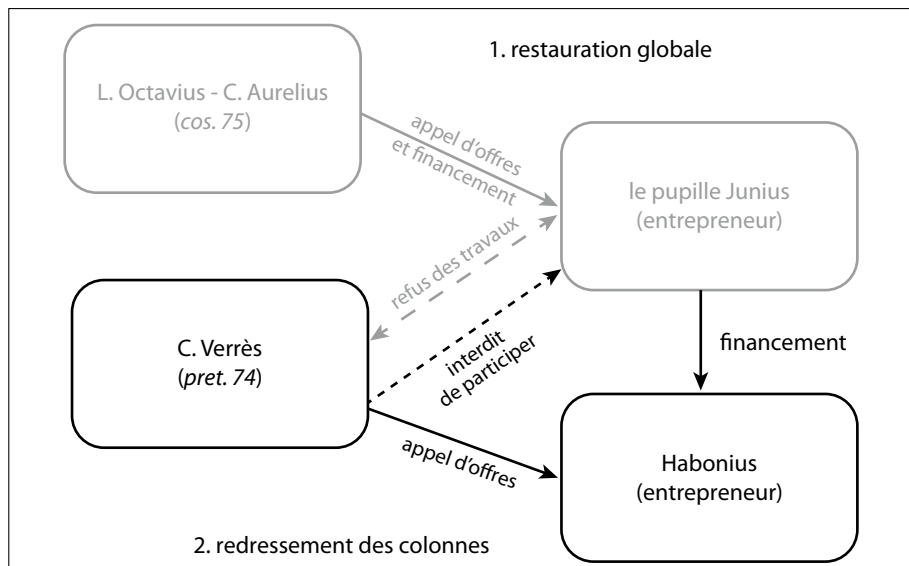 1. restauration globale
L. Octavius - C. Aurelius
(cos. 75)
appel d’offres
et financement
le pupille Junius
(entrepreneur)
refus des travaux
C. Verrès
(pret. 74)
interdit
de participer
financement
appel d’offres
Habonius
(entrepreneur)
2. redressement des colonnes